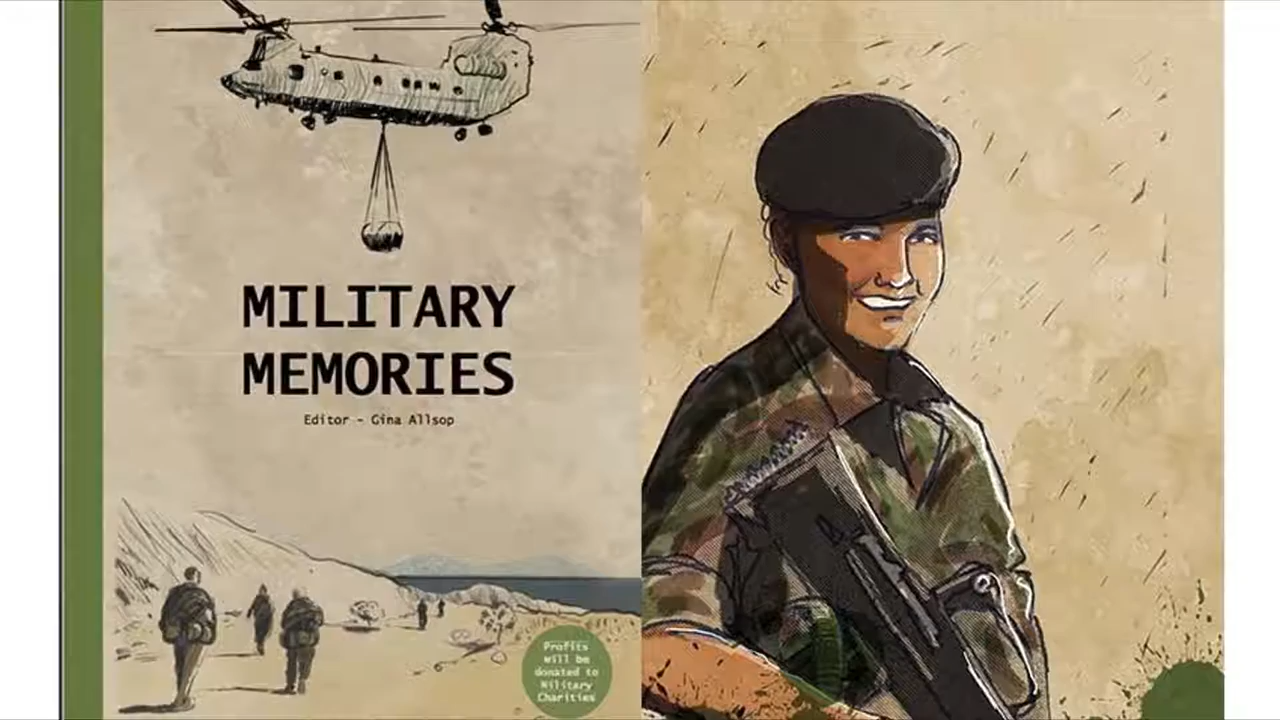 MILITARY
MEMORIES
Editor - Gina Allsop
Profits
will be
donated to
Military
Charities